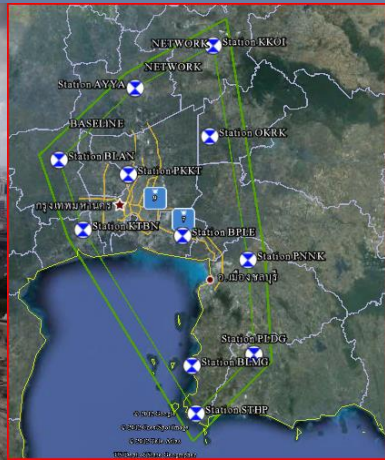 NETWORK
Station KKOI
NETWORK
Station AYYA
BASELINE
Station OKRK
Station BLAN
Station PKKT
กรุงเทพมหานคร
Station KTBN
Station BPLE
Station PNNK
อ.เมืองชลบุรี
Station PLDG
Station BLMG
Station STHP